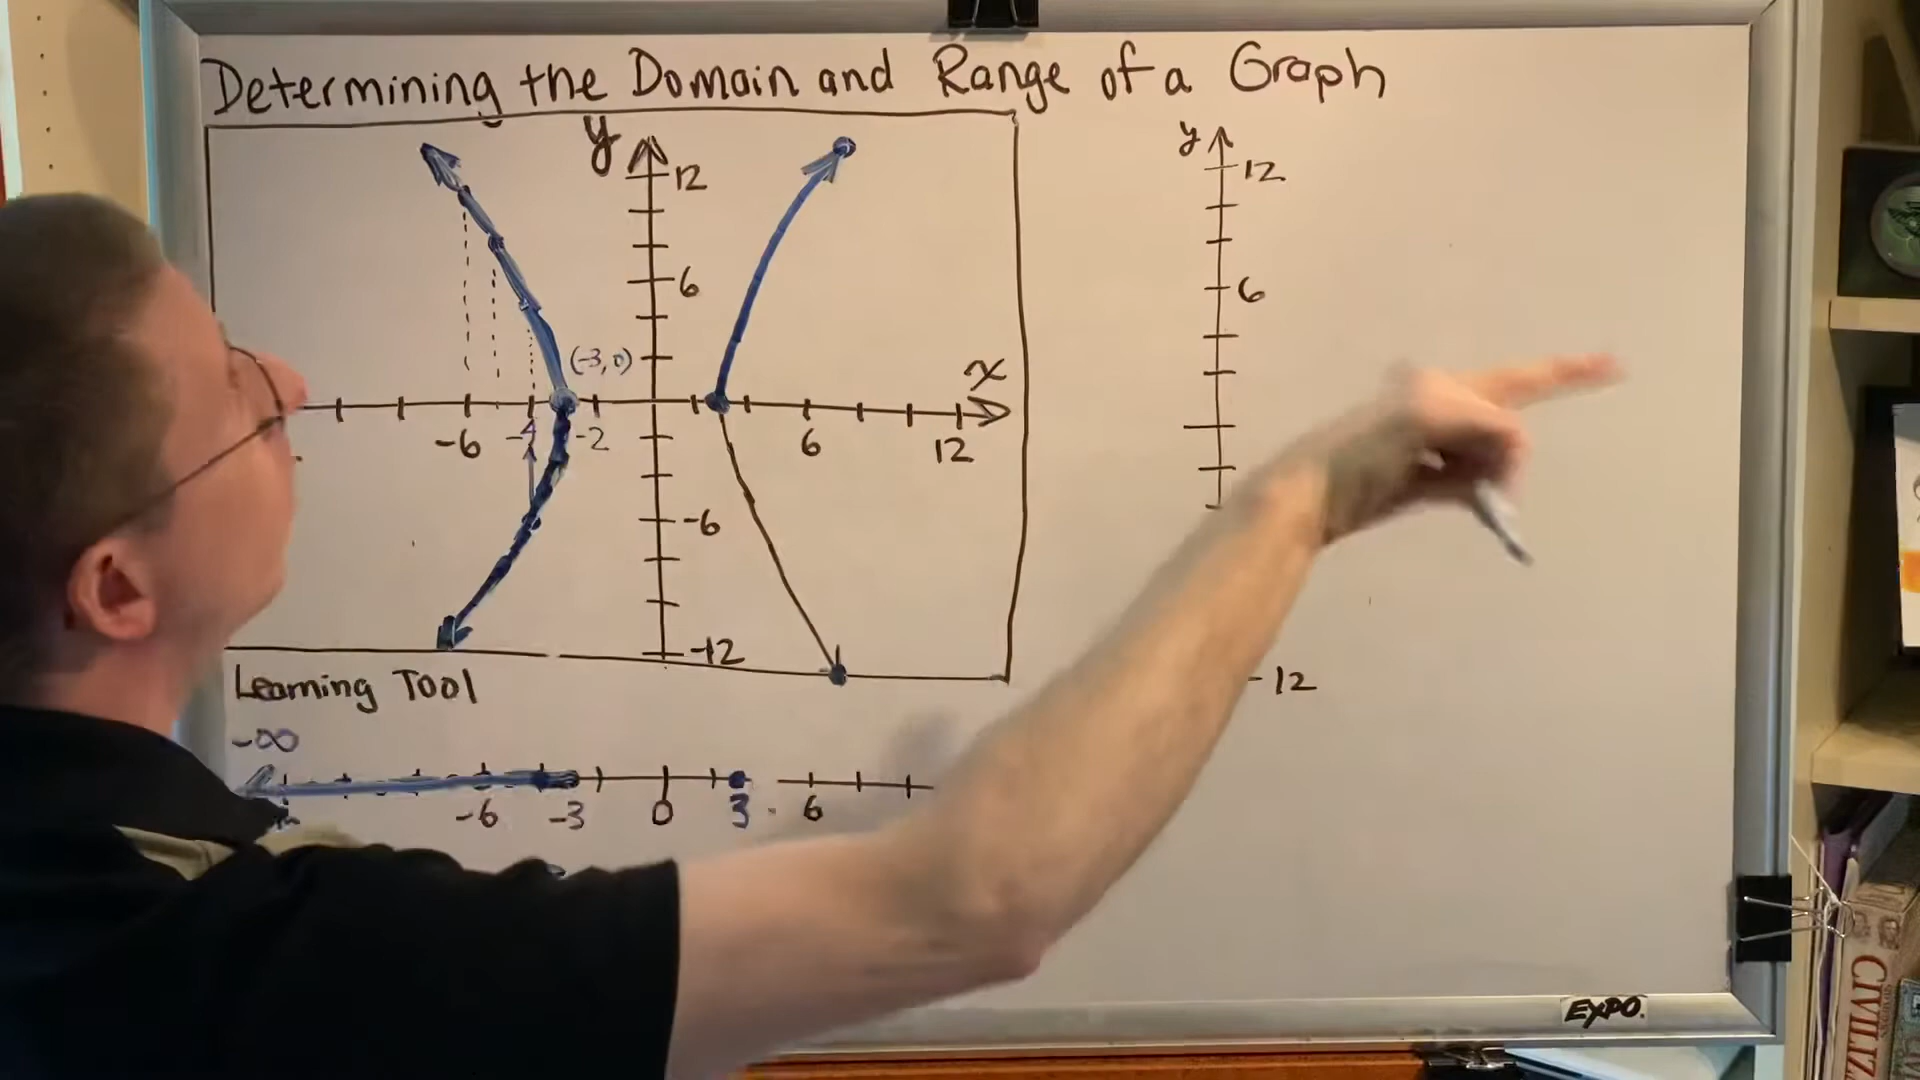 Determining the Domain and Range of a Graph
y
12
6
(-3,0)
x
-6 -4 -2 6 12
-6
-12
y
12
6
-12
Learning Tool
-∞
-6 -3 0 3 6
EXPO
CIVILIZ